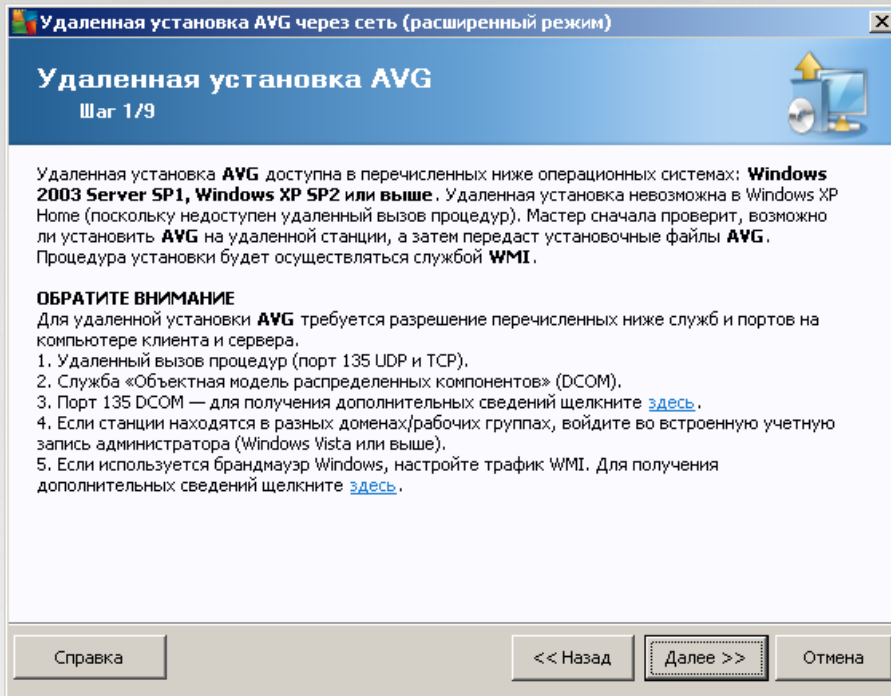 Удаленная установка AVG через сеть (расширенный режим)
Удаленная установка AVG
Шаг 1/9
Удаленная установка AVG доступна в перечисленных ниже операционных системах: Windows
2003 Server SP1, Windows XP SP2 или выше. Удаленная установка невозможна в Windows XP
Home (поскольку недоступен удаленный вызов процедур). Мастер сначала проверит, возможно
ли установить AVG на удаленной станции, а затем передаст установочные файлы AVG.
Процедура установки будет осуществляться службой WMI.
ОБРАТИТЕ ВНИМАНИЕ
Для удаленной установки AVG требуется разрешение перечисленных ниже служб и портов на
компьютере клиента и сервера.
1. Удаленный вызов процедур (порт 135 UDP и TCP).
2. Служба «Объектная модель распределенных компонентов» (DCOM).
3. Порт 135 DCOM — для получения дополнительных сведений щелкните здесь.
4. Если станции находятся в разных доменах/рабочих группах, войдите во встроенную учетную
запись администратора (Windows Vista или выше).
5. Если используется брандмауэр Windows, настройте трафик WMI. Для получения
дополнительных сведений щелкните здесь.
Справка
<< Назад
Далее >>
Отмена